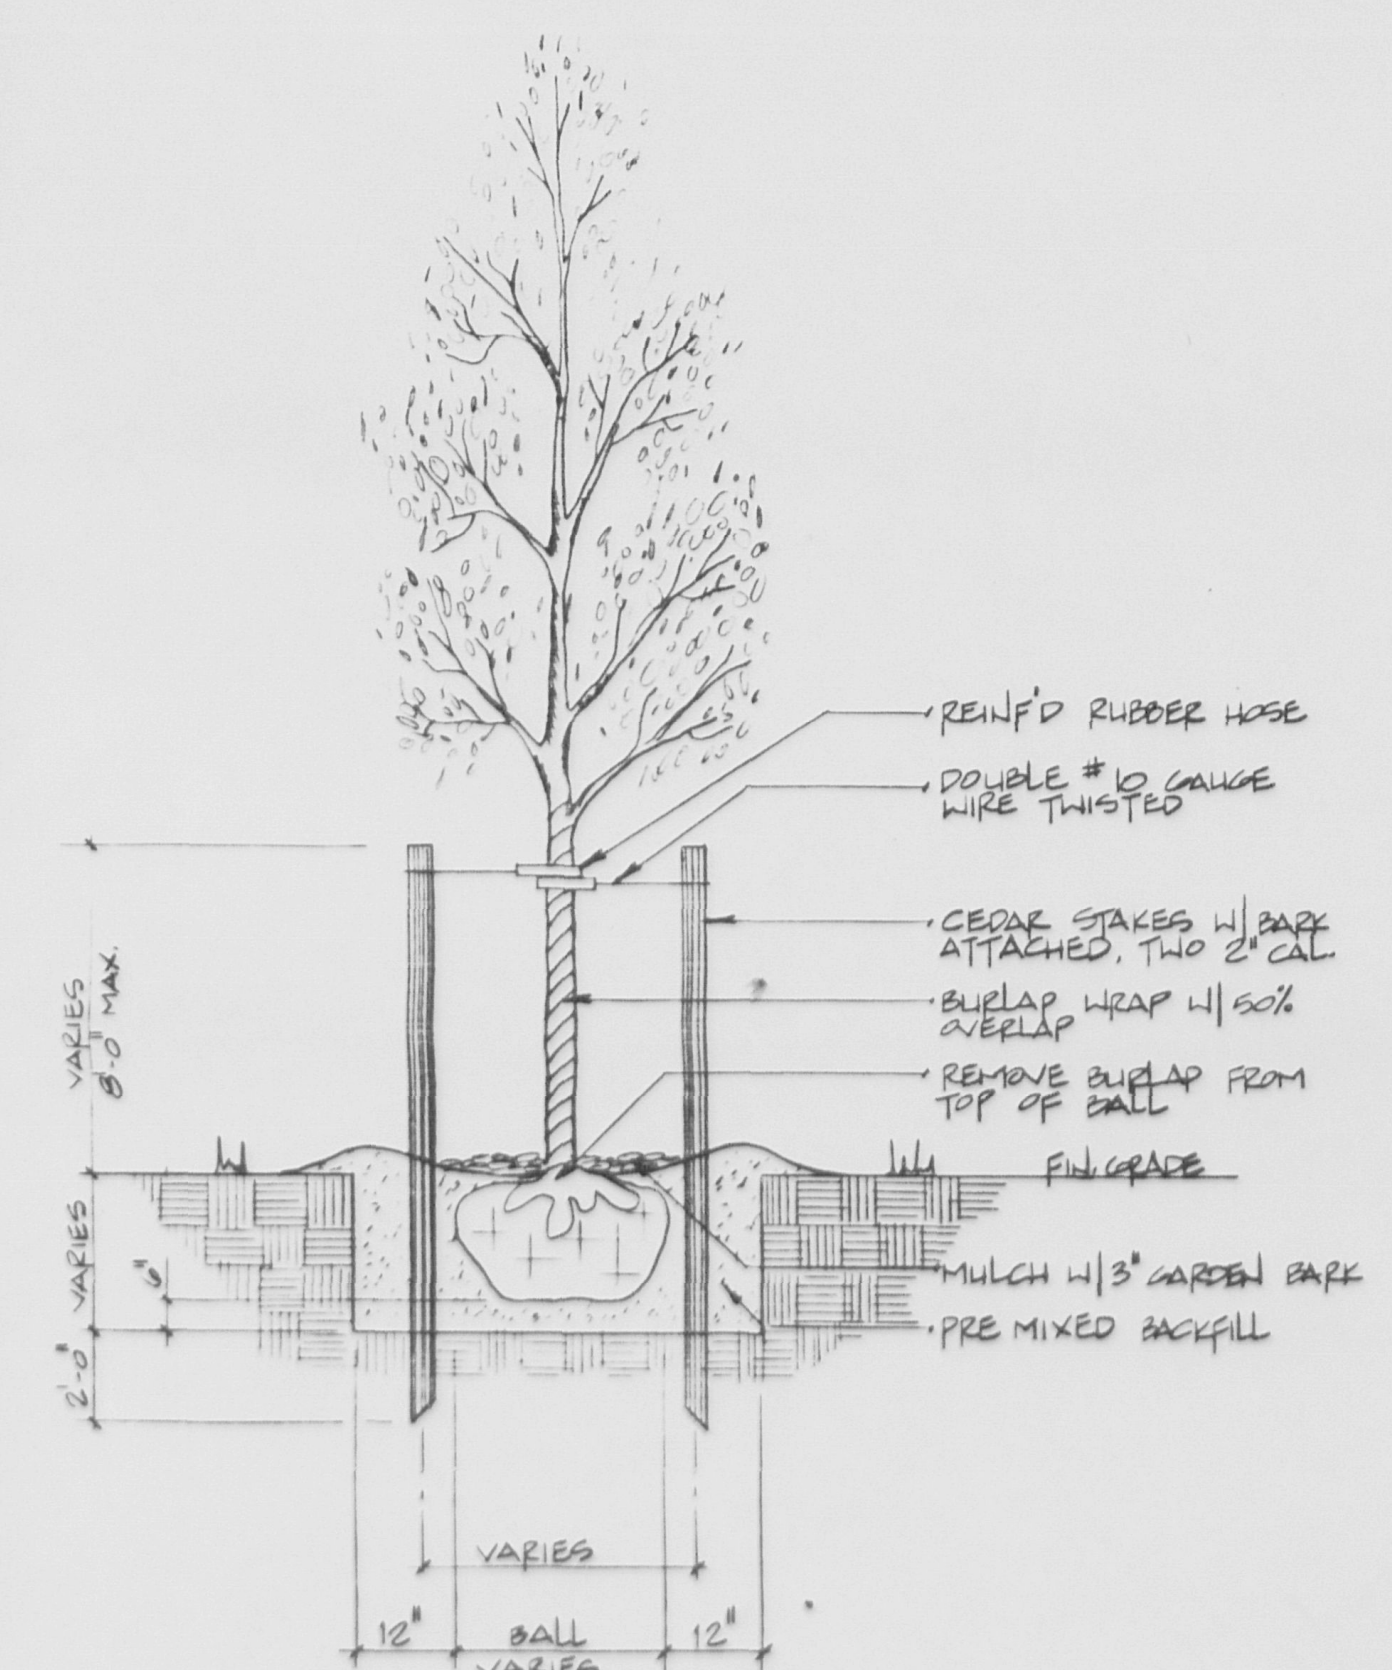 REINF'D RUBBER HOSE
DOUBLE #10 GAUGE
WIRE TWISTED
CEDAR STAKES W/ BARK
ATTACHED, TWO 2" CAL.
BURLAP WRAP W/ 50%
OVERLAP
REMOVE BURLAP FROM
TOP OF BALL
FIN. GRADE
MULCH W/ 3" GARDEN BARK
PRE MIXED BACKFILL
VARIES
8'-0" MAX.
VARIES
6"
2'-0"
VARIES
12"
BALL
VARIES
12"